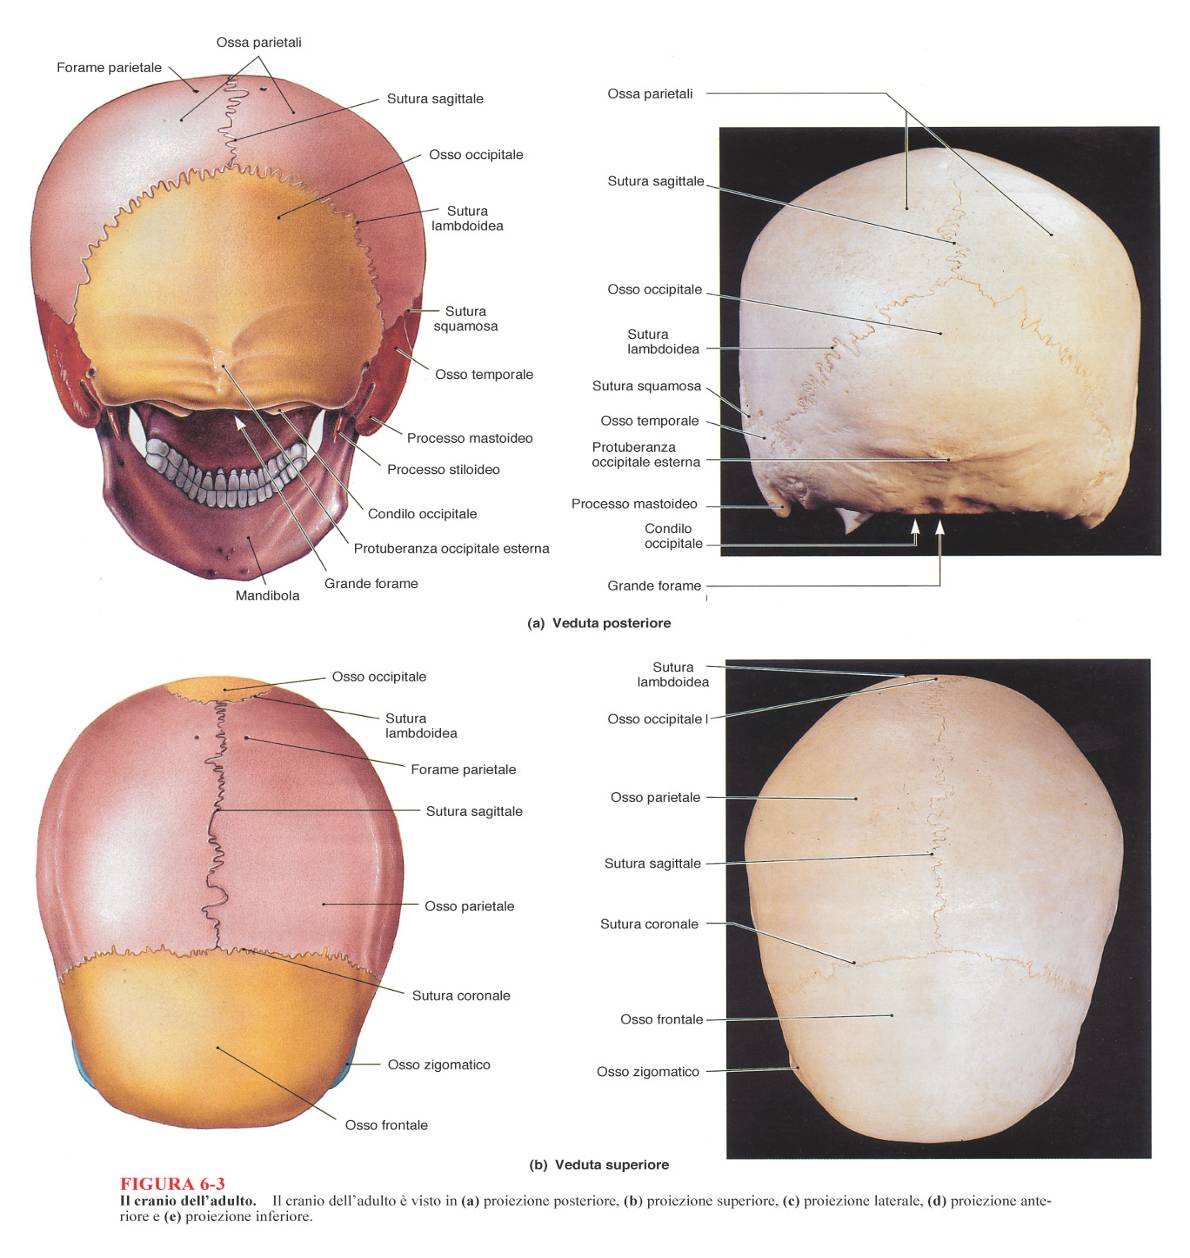 Ossa parietali
Forame parietale
Sutura sagittale
Osso occipitale
Sutura
lambdoidea
Sutura
squamosa
Osso temporale
Processo mastoideo
Processo stiloideo
Condilo occipitale
Protuberanza occipitale esterna
Grande forame
Mandibola
Ossa parietali
Sutura sagittale
Osso occipitale
Sutura
lambdoidea
Sutura squamosa
Osso temporale
Protuberanza
occipitale esterna
Processo mastoideo
Condilo
occipitale
Grande forame
(a) Veduta posteriore
Osso occipitale
Sutura
lambdoidea
Forame parietale
Sutura sagittale
Osso parietale
Sutura coronale
Osso zigomatico
Osso frontale
Sutura
lambdoidea
Osso occipitale
Osso parietale
Sutura sagittale
Sutura coronale
Osso frontale
Osso zigomatico
(b) Veduta superiore
FIGURA 6-3
Il cranio dell'adulto. Il cranio dell'adulto è visto in (a) proiezione posteriore, (b) proiezione superiore, (c) proiezione laterale, (d) proiezione ante-
riore e (e) proiezione inferiore.